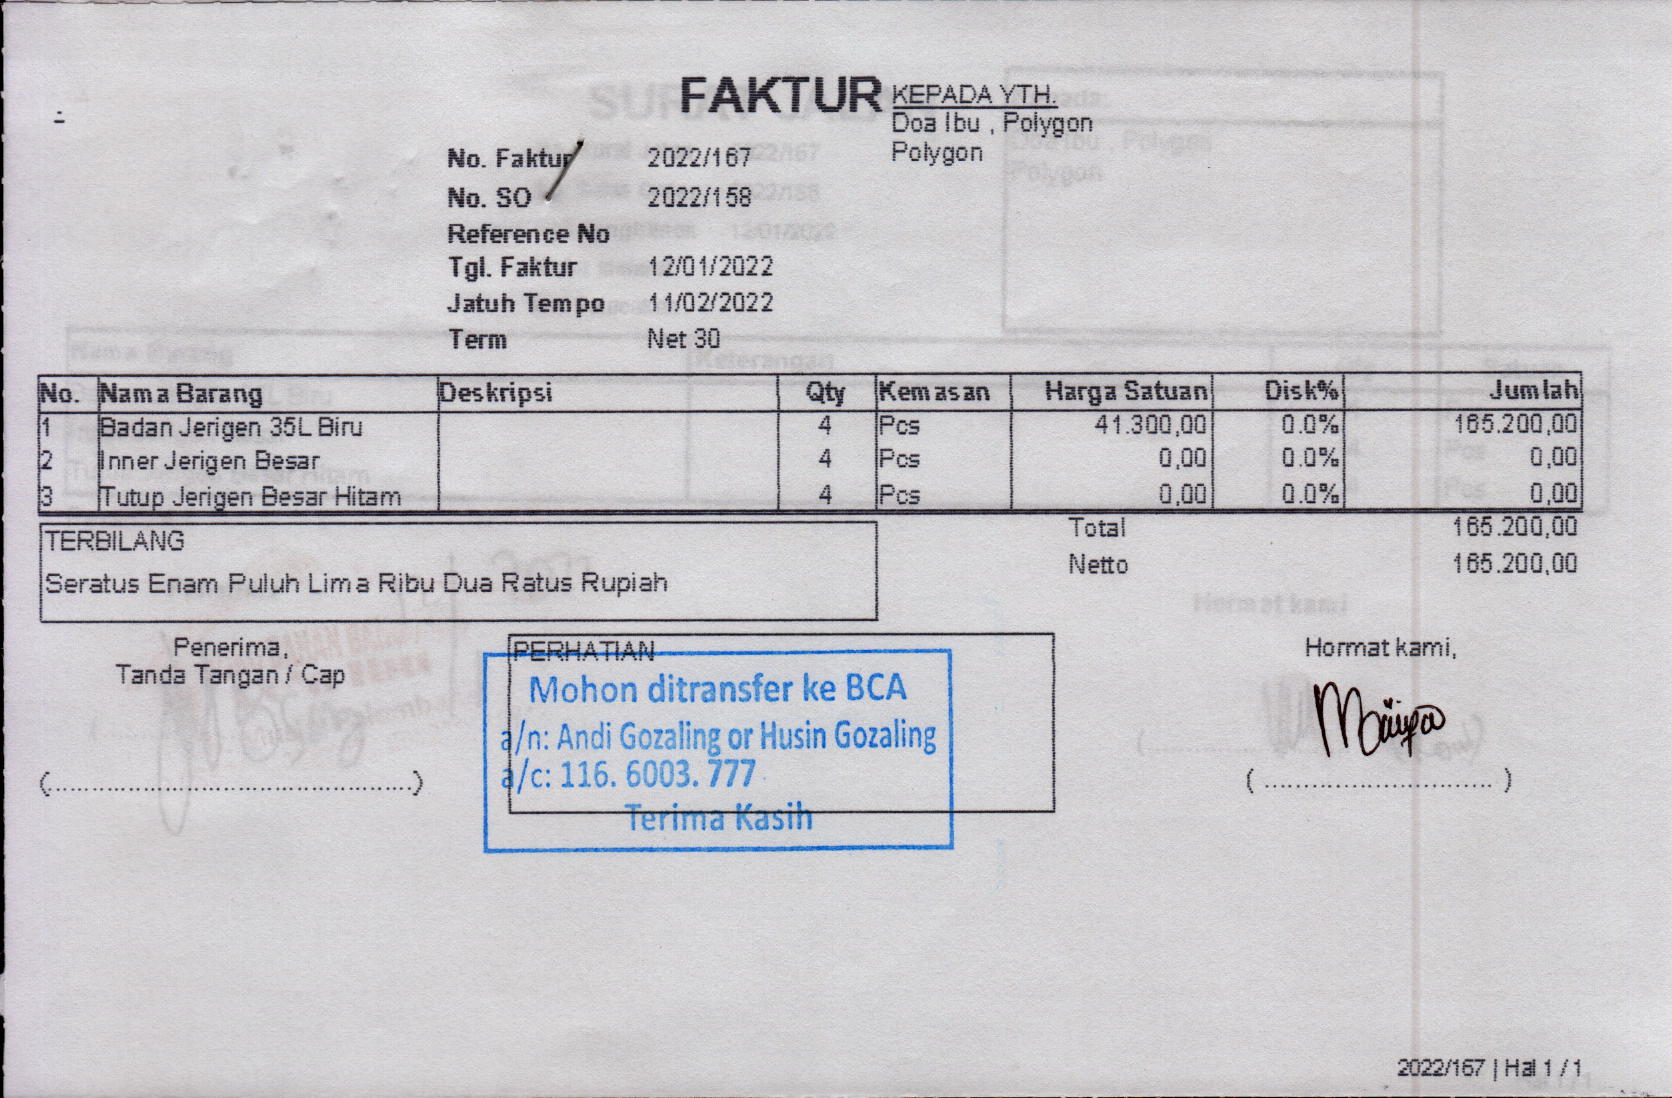 FAKTUR
KEPADA YTH.
Doa Ibu , Polygon
Polygon
No. Faktur 2022/167
No. SO 2022/158
Reference No
Tgl. Faktur 12/01/2022
Jatuh Tempo 11/02/2022
Term Net 30
No. Nama Barang Deskripsi Qty Kemasan Harga Satuan Disk% Jumlah
1 Badan Jerigen 35L Biru 4 Pcs 41.300,00 0.0% 165.200,00
2 Inner Jerigen Besar 4 Pcs 0,00 0.0% 0,00
3 Tutup Jerigen Besar Hitam 4 Pcs 0,00 0.0% 0,00
Total 165.200,00
Netto 165.200,00
TERBILANG
Seratus Enam Puluh Lima Ribu Dua Ratus Rupiah
Penerima,
Tanda Tangan / Cap
(................................................)
PERHATIAN
Mohon ditransfer ke BCA
a/n: Andi Gozaling or Husin Gozaling
a/c: 116. 6003. 777
Terima Kasih
Hormat kami,
( .............................. )
2022/167 | Hal 1 / 1